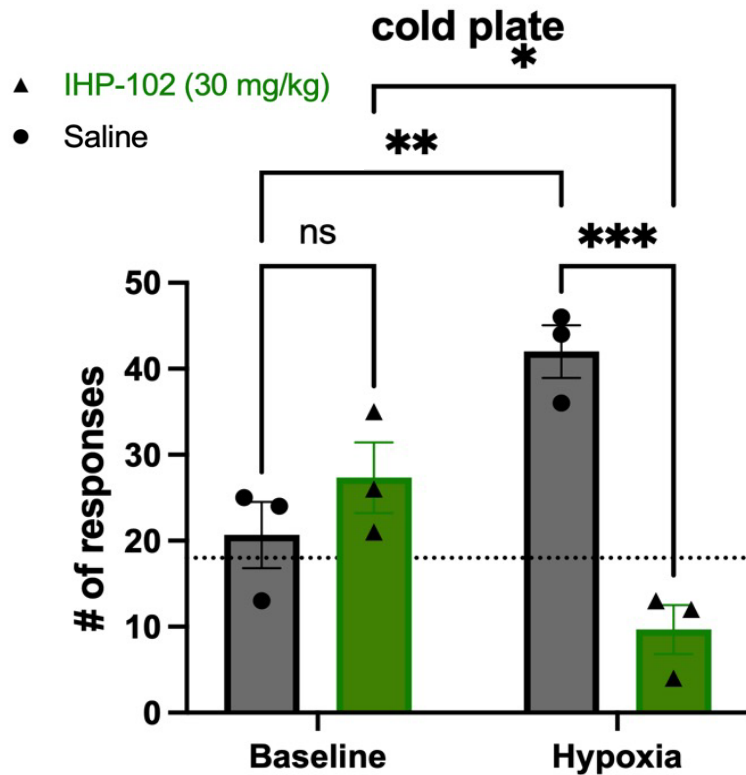 cold plate
IHP-102 (30 mg/kg)
Saline
*
**
ns
***
50
40
30
20
10
0
# of responses
Baseline
Hypoxia